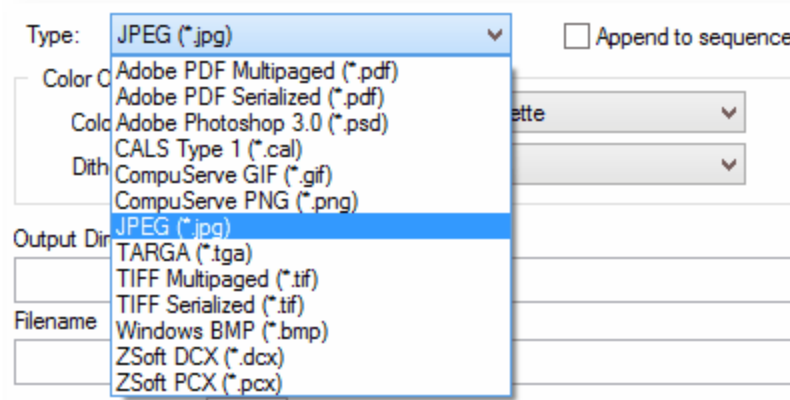 Type: JPEG (*.jpg) Append to sequence
Adobe PDF Multipaged (*.pdf)
Color C
Adobe PDF Serialized (*.pdf)
Colo Adobe Photoshop 3.0 (*.psd) ette
CALS Type 1 (*.cal)
Dith
CompuServe GIF (*.gif)
CompuServe PNG (*.png)
JPEG (*.jpg)
Output Dir
TARGA (*.tga)
TIFF Multipaged (*.tif)
TIFF Serialized (*.tif)
Filename
Windows BMP (*.bmp)
ZSoft DCX (*.dcx)
ZSoft PCX (*.pcx)